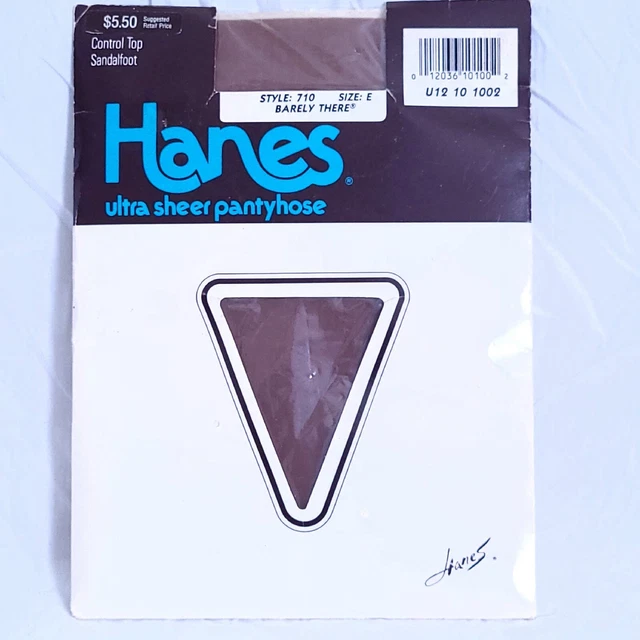 $5.50 Suggested Retail Price
Control Top
Sandalfoot
STYLE: 710 SIZE: E
BARELY THERE®
0 12036 10100 2
U12 10 1002
Hanes®
ultra sheer pantyhose
Hanes.